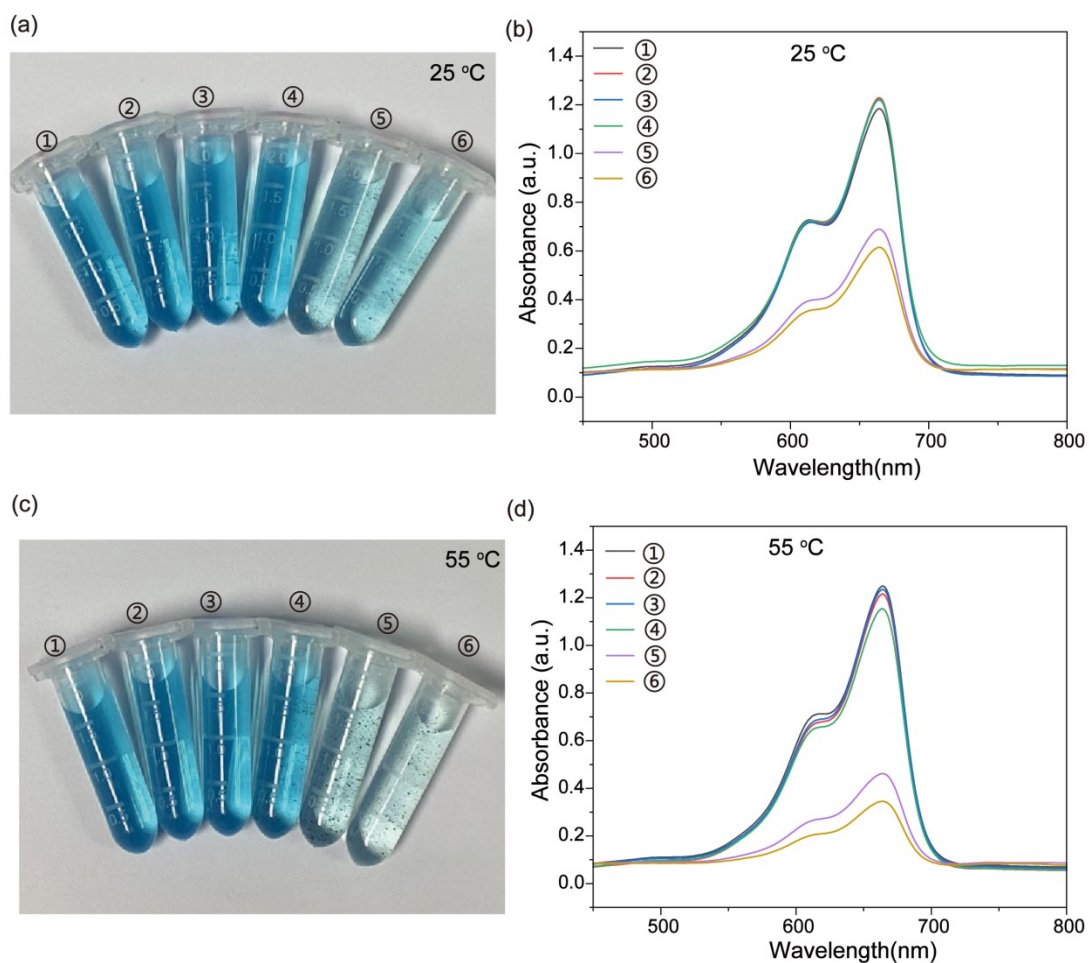 (a)
25 °C
① ② ③ ④ ⑤ ⑥
(b)
25 °C
①
②
③
④
⑤
⑥
Absorbance (a.u.)
1.4
1.2
1.0
0.8
0.6
0.4
0.2
0.0
500 600 700 800
Wavelength(nm)
(c)
55 °C
① ② ③ ④ ⑤ ⑥
(d)
55 °C
①
②
③
④
⑤
⑥
Absorbance (a.u.)
1.4
1.2
1.0
0.8
0.6
0.4
0.2
0.0
500 600 700 800
Wavelength(nm)